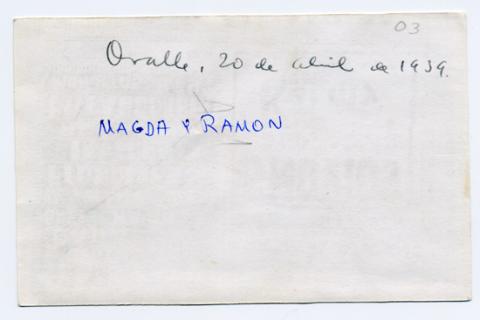 03
Ovalle, 20 de abril de 1939.
MAGDA Y RAMON